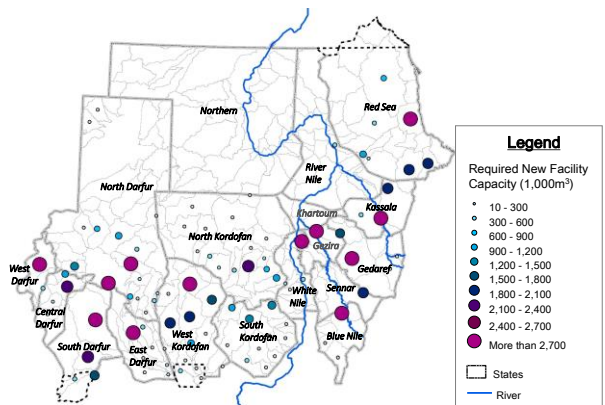 Northern
Red Sea
River
Nile
North Darfur
Kassala
Khartoum
North Kordofan
Gezira
West
Darfur
Gedaref
Central
Darfur
White
Nile
Sennar
South
Kordofan
West
Kordofan
Blue Nile
South Darfur
East
Darfur
Legend
Required New Facility
Capacity (1,000m³)
10 - 300
300 - 600
600 - 900
900 - 1,200
1,200 - 1,500
1,500 - 1,800
1,800 - 2,100
2,100 - 2,400
2,400 - 2,700
More than 2,700
States
River